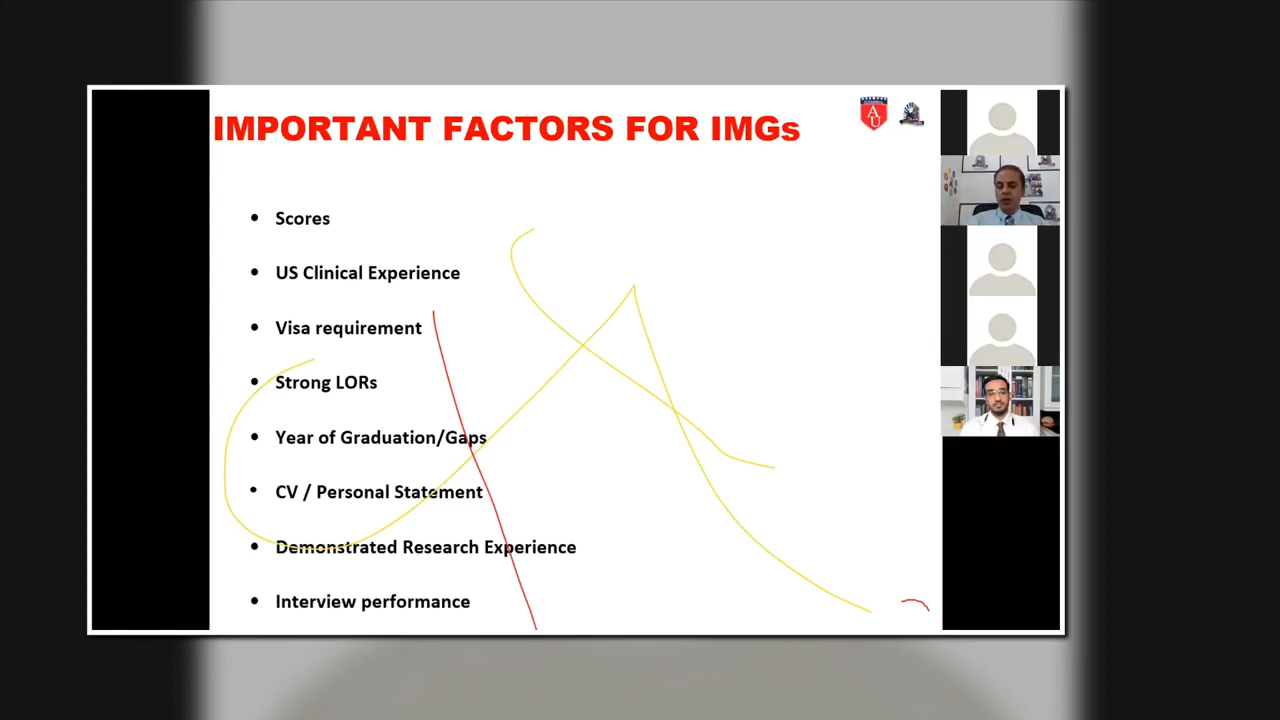 IMPORTANT FACTORS FOR IMGs
AU
• Scores
• US Clinical Experience
• Visa requirement
• Strong LORs
• Year of Graduation/Gaps
• CV / Personal Statement
• Demonstrated Research Experience
• Interview performance